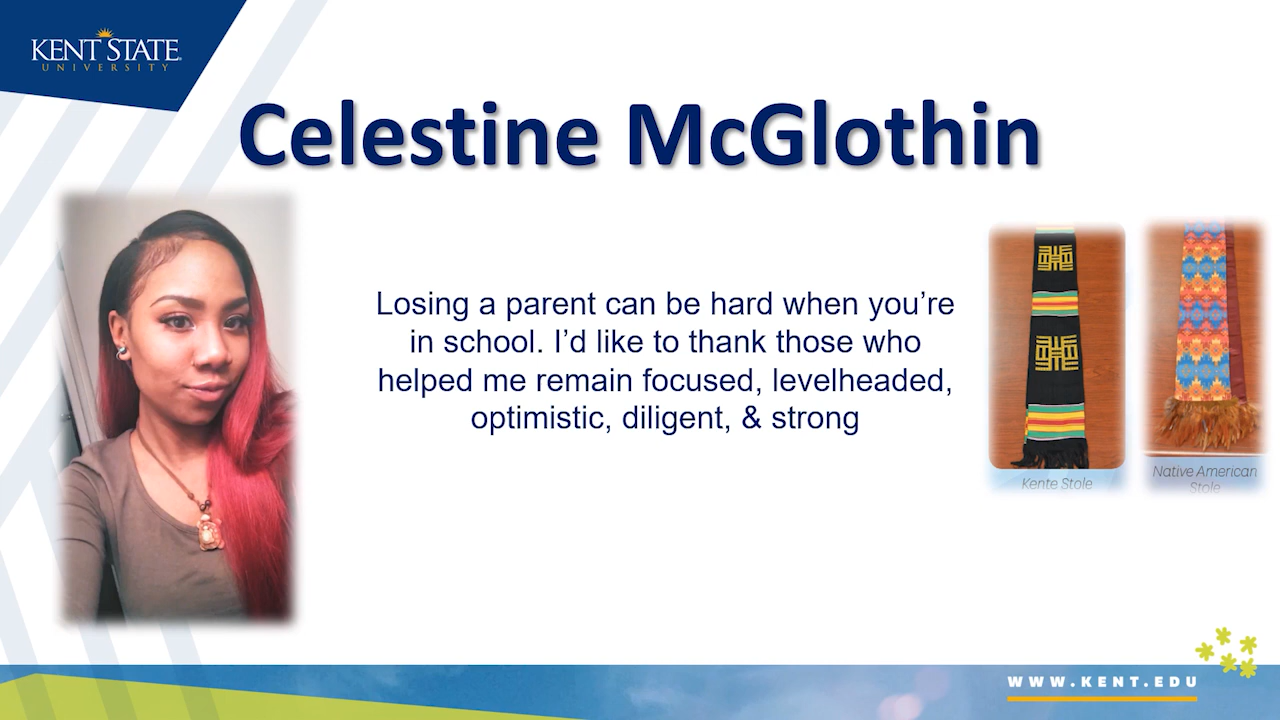 KENT STATE
UNIVERSITY
Celestine McGlothin
Losing a parent can be hard when you’re
in school. I’d like to thank those who
helped me remain focused, levelheaded,
optimistic, diligent, & strong
Kente Stole
Native American
Stole
WWW.KENT.EDU